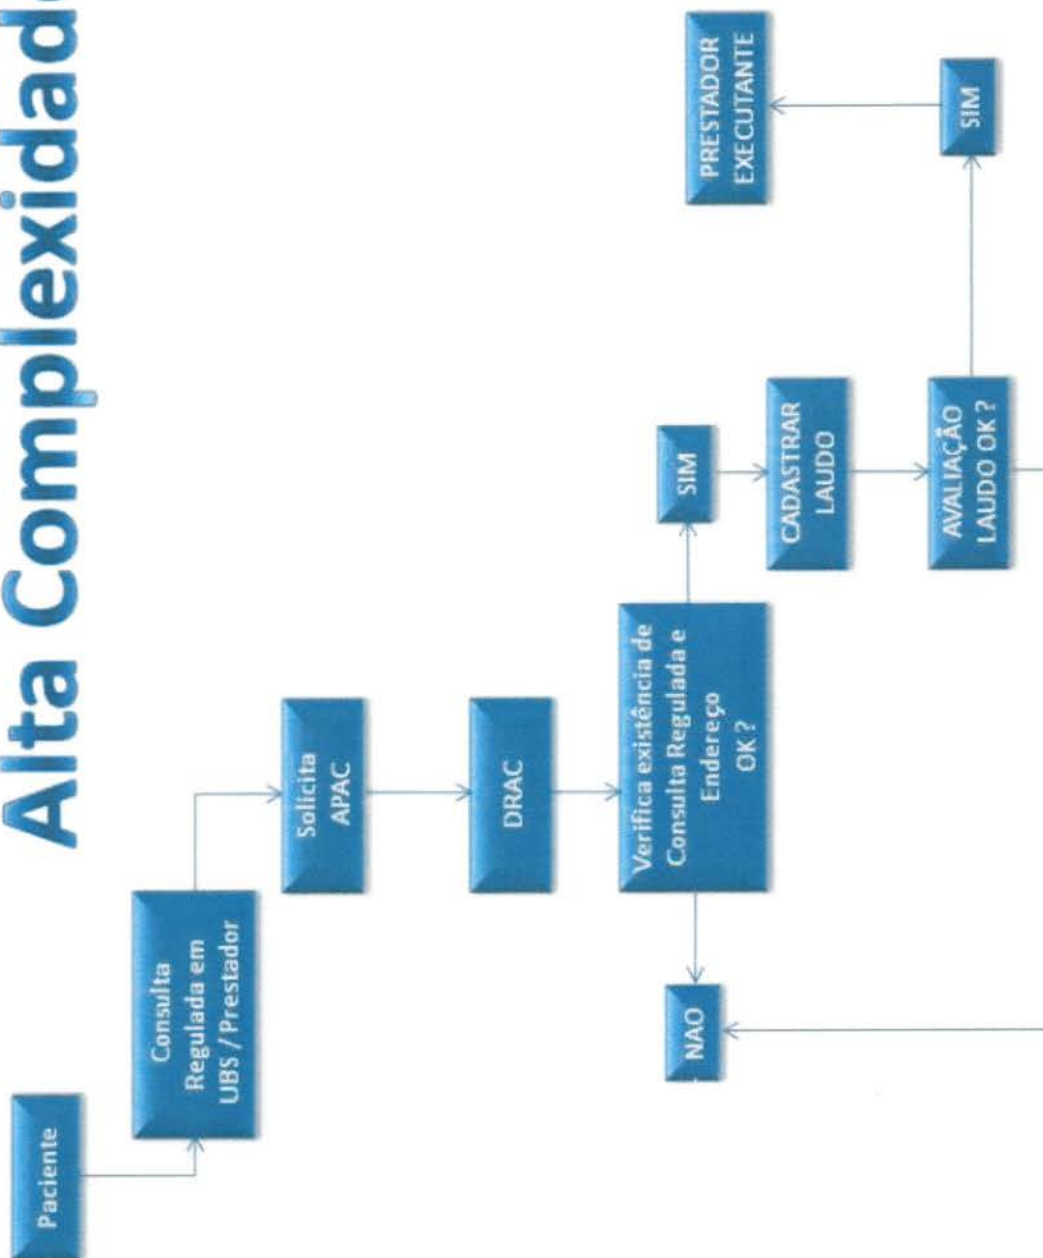 Alta Complexidade
Paciente
Consulta
Regulada em
UBS / Prestador
Solicita
APAC
DRAC
Verifica existência de
Consulta Regulada e
Endereço
OK ?
NAO
SIM
CADASTRAR
LAUDO
AVALIAÇÃO
LAUDO OK ?
SIM
PRESTADOR
EXECUTANTE